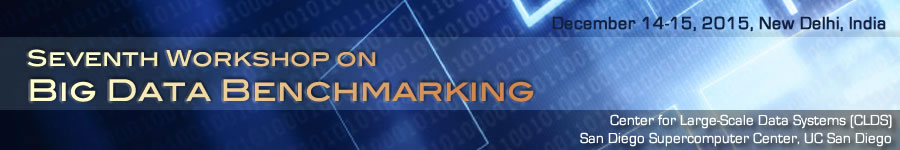 December 14-15, 2015, New Delhi, India
Seventh Workshop on
Big Data Benchmarking
Center for Large-Scale Data Systems (CLDS)
San Diego Supercomputer Center, UC San Diego